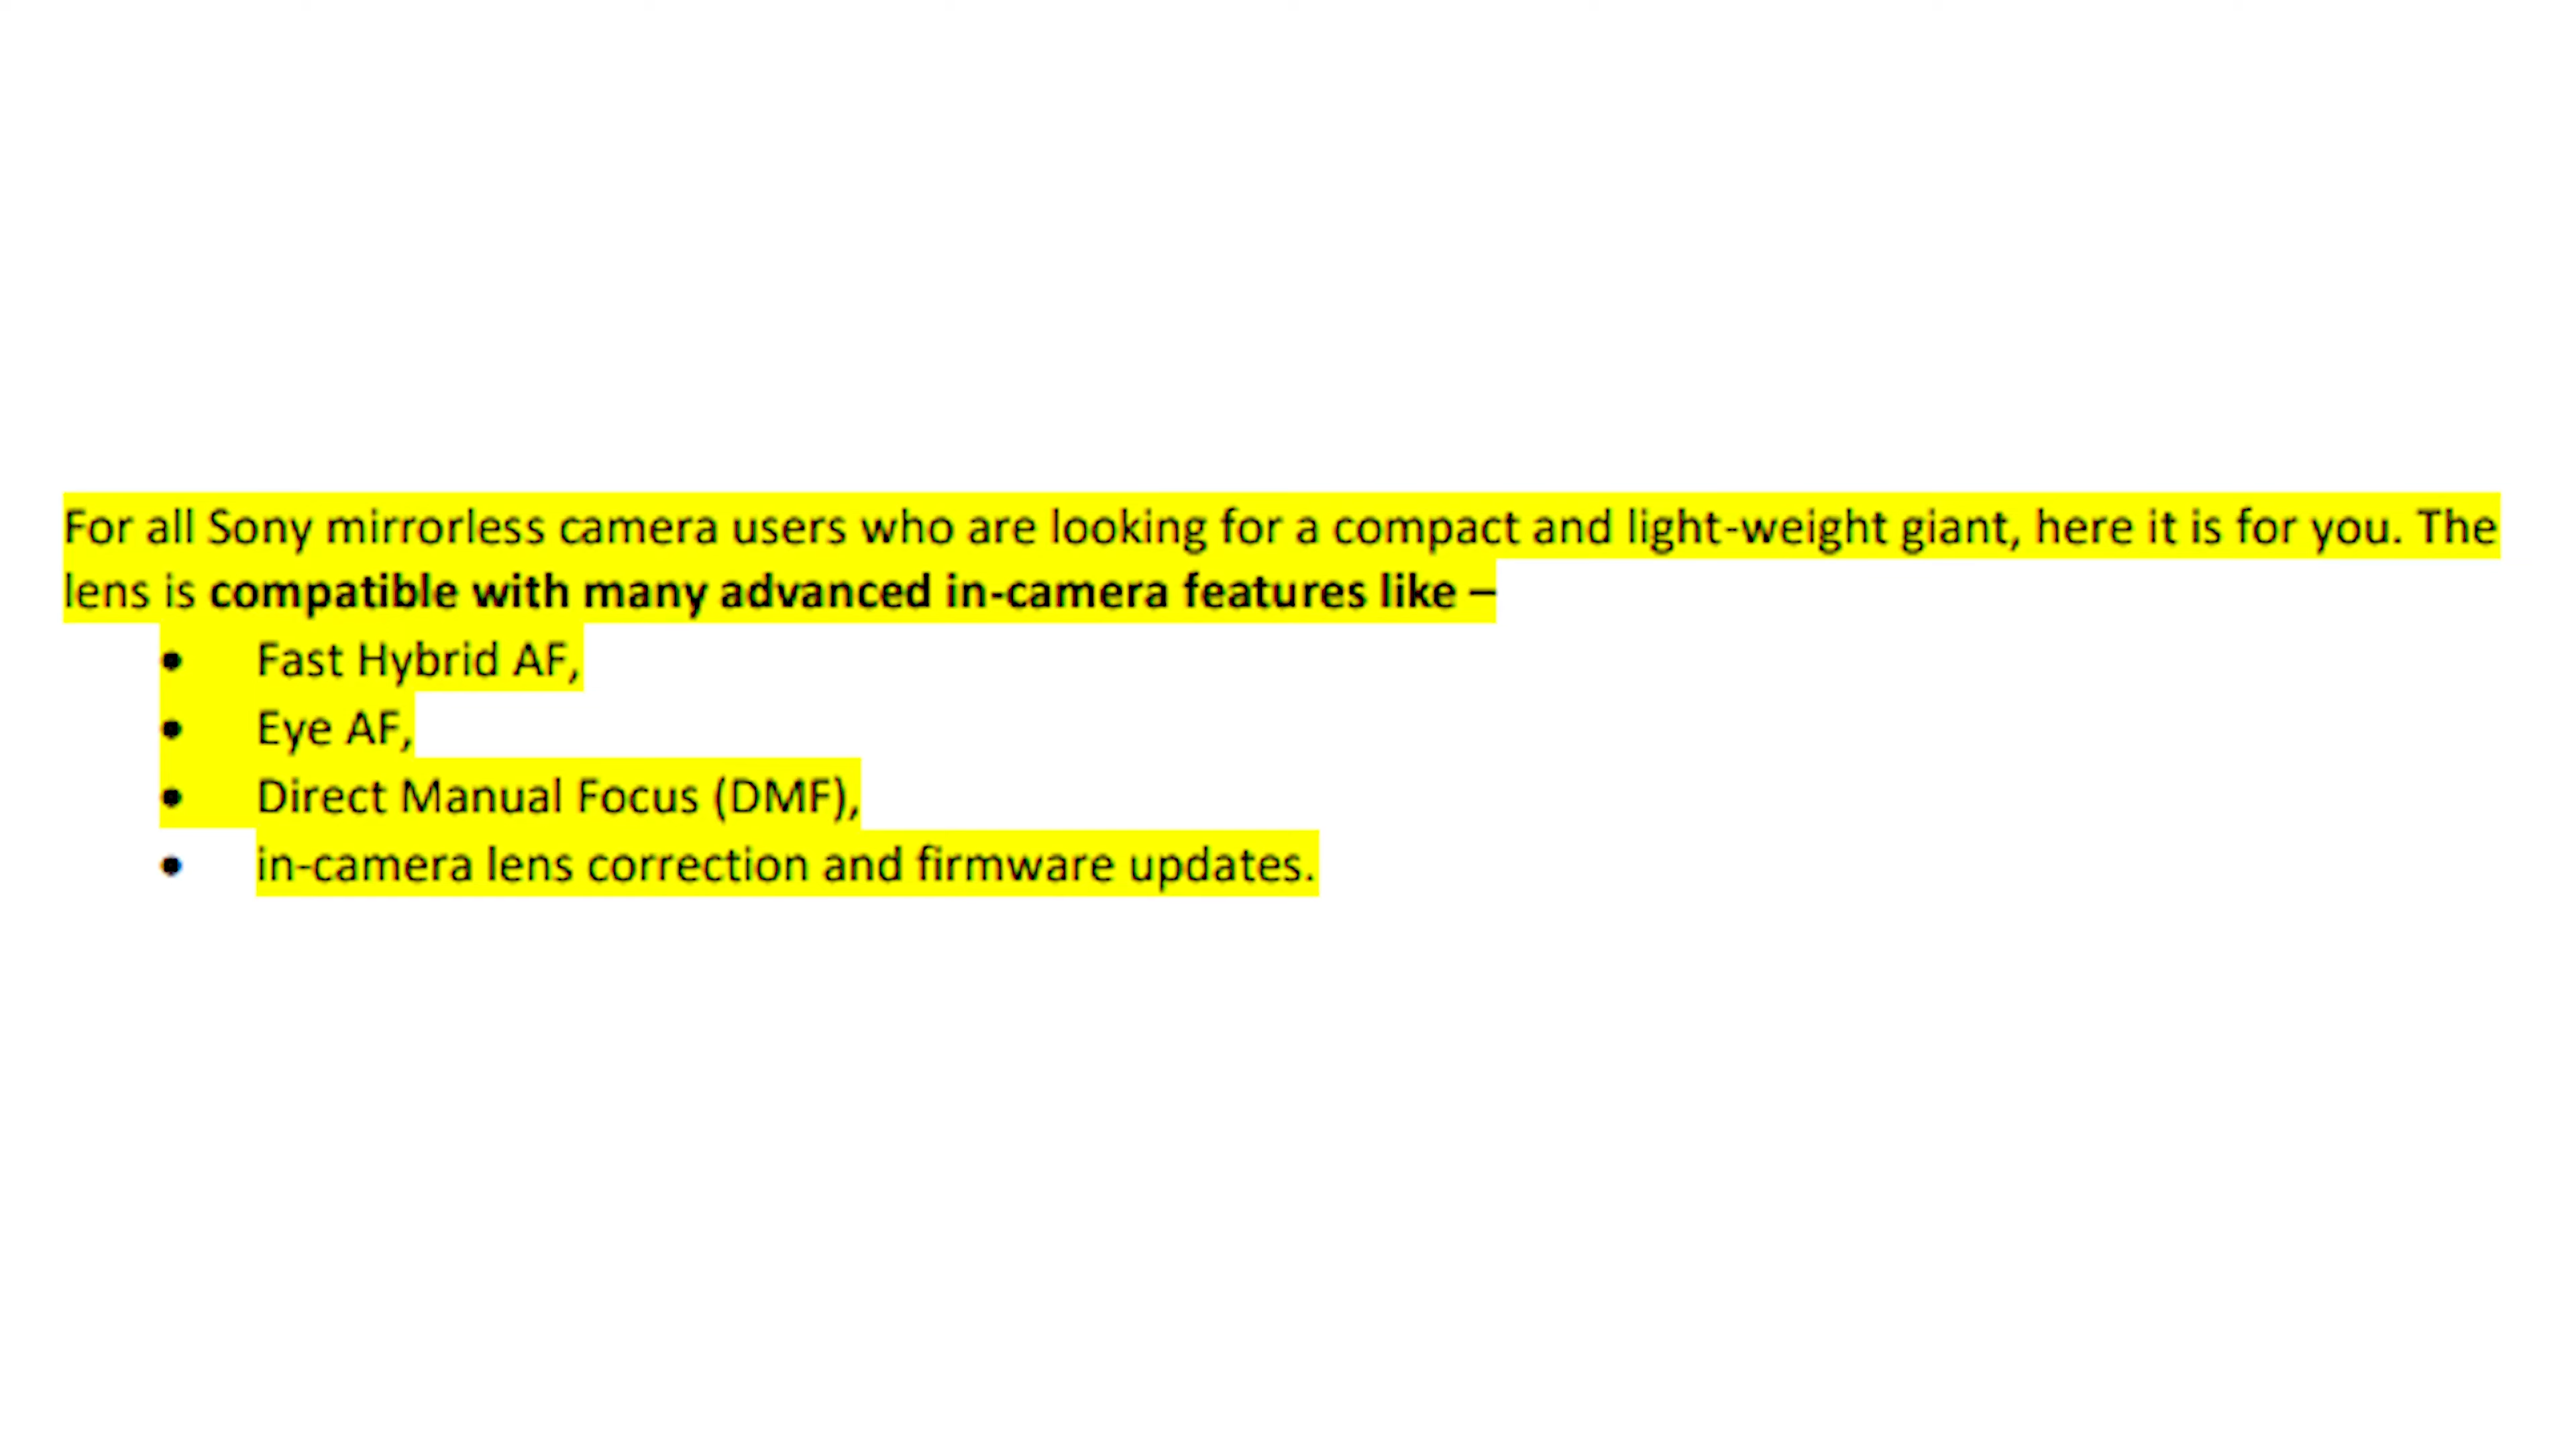 For all Sony mirrorless camera users who are looking for a compact and light-weight giant, here it is for you. The
lens is compatible with many advanced in-camera features like –
• Fast Hybrid AF,
• Eye AF,
• Direct Manual Focus (DMF),
• in-camera lens correction and firmware updates.